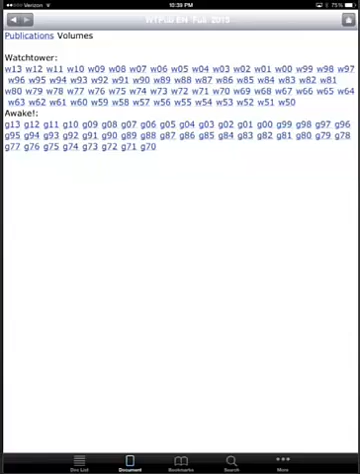 Verizon 10:39 PM 75%
WTPub EN Full 2013
Publications Volumes
Watchtower:
w13 w12 w11 w10 w09 w08 w07 w06 w05 w04 w03 w02 w01 w00 w99 w98 w97
w96 w95 w94 w93 w92 w91 w90 w89 w88 w87 w86 w85 w84 w83 w82 w81
w80 w79 w78 w77 w76 w75 w74 w73 w72 w71 w70 w69 w68 w67 w66 w65 w64
w63 w62 w61 w60 w59 w58 w57 w56 w55 w54 w53 w52 w51 w50
Awake!:
g13 g12 g11 g10 g09 g08 g07 g06 g05 g04 g03 g02 g01 g00 g99 g98 g97 g96
g95 g94 g93 g92 g91 g90 g89 g88 g87 g86 g85 g84 g83 g82 g81 g80 g79 g78
g77 g76 g75 g74 g73 g72 g71 g70
Doc List Document Bookmarks Search More